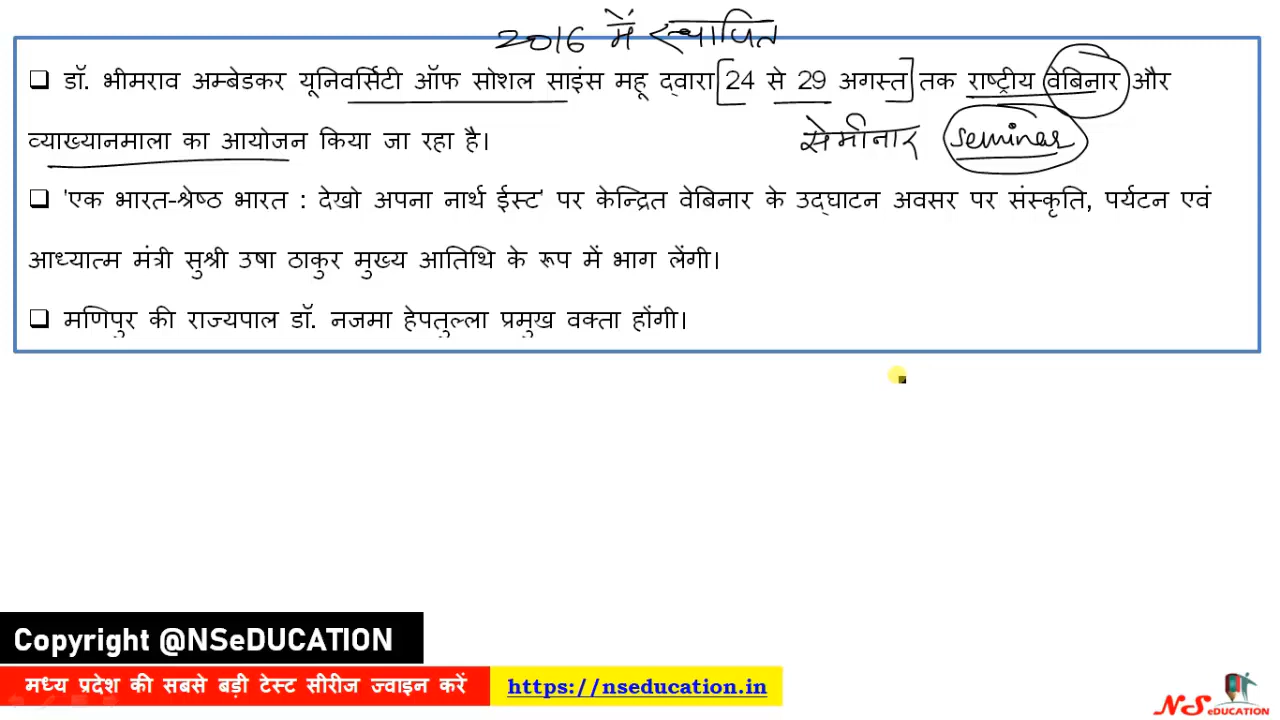 2016 में स्थापित
❑ डॉ. भीमराव अम्बेडकर यूनिवर्सिटी ऑफ सोशल साइंस महू द्वारा [24 से 29 अगस्त] तक राष्ट्रीय वेबिनार और
व्याख्यानमाला का आयोजन किया जा रहा है।
सेमीनार seminar
❑ 'एक भारत-श्रेष्ठ भारत : देखो अपना नार्थ ईस्ट' पर केन्द्रित वेबिनार के उद्घाटन अवसर पर संस्कृति, पर्यटन एवं
आध्यात्म मंत्री सुश्री उषा ठाकुर मुख्य आतिथि के रूप में भाग लेंगी।
❑ मणिपुर की राज्यपाल डॉ. नजमा हेपतुल्ला प्रमुख वक्ता होंगी।
Copyright @NSeDUCATION
मध्य प्रदेश की सबसे बड़ी टेस्ट सीरीज ज्वाइन करें https://nseducation.in
NS eDUCATION